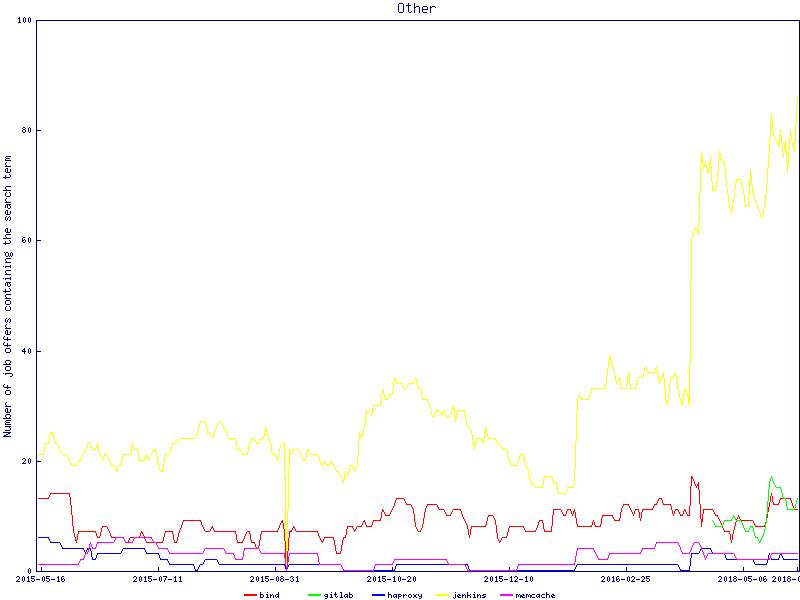 Other
Number of job offers containing the search term
100
80
60
40
20
0
2015-05-16 2015-07-11 2015-08-31 2015-10-20 2015-12-10 2016-02-25 2018-05-06 2018-0
bind gitlab haproxy jenkins memcache